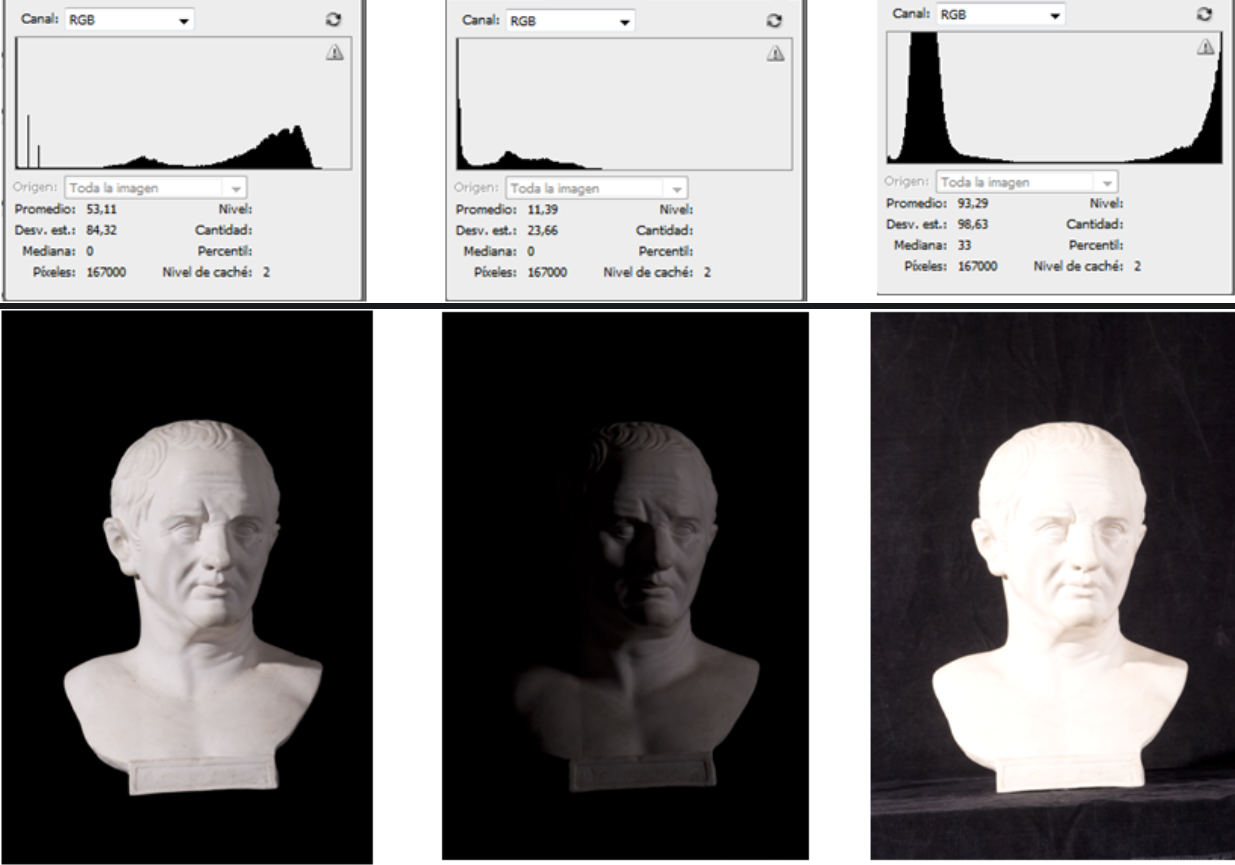 Canal: RGB
Origen: Toda la imagen
Promedio: 53,11 Nivel:
Desv. est.: 84,32 Cantidad:
Mediana: 0 Percentil:
Píxeles: 167000 Nivel de caché: 2
Canal: RGB
Origen: Toda la imagen
Promedio: 11,39 Nivel:
Desv. est.: 23,66 Cantidad:
Mediana: 0 Percentil:
Píxeles: 167000 Nivel de caché: 2
Canal: RGB
Origen: Toda la imagen
Promedio: 93,29 Nivel:
Desv. est.: 98,63 Cantidad:
Mediana: 33 Percentil:
Píxeles: 167000 Nivel de caché: 2